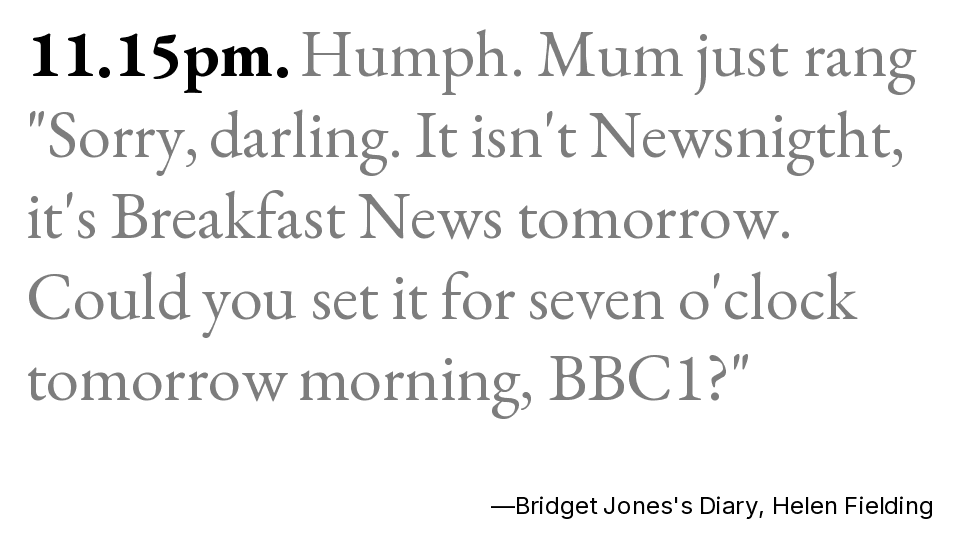 11.15pm. Humph. Mum just rang
"Sorry, darling. It isn't Newsnigtht,
it's Breakfast News tomorrow.
Could you set it for seven o'clock
tomorrow morning, BBC1?"
—Bridget Jones's Diary, Helen Fielding